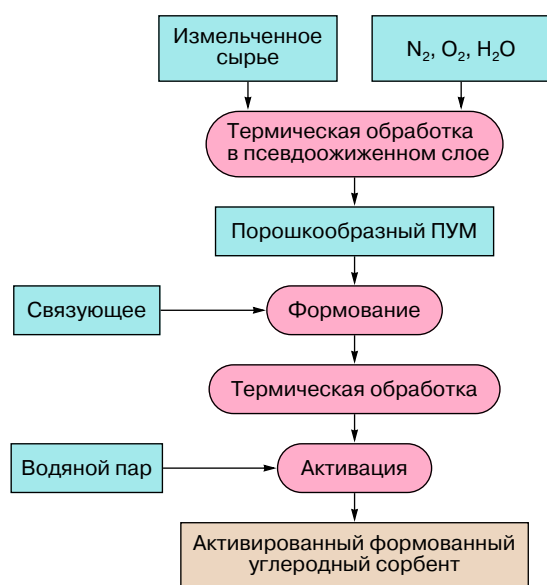 Измельченное
сырье
N₂, O₂, H₂O
Термическая обработка
в псевдоожиженном слое
Порошкообразный ПУМ
Связующее
Формование
Термическая обработка
Водяной пар
Активация
Активированный формованный
углеродный сорбент